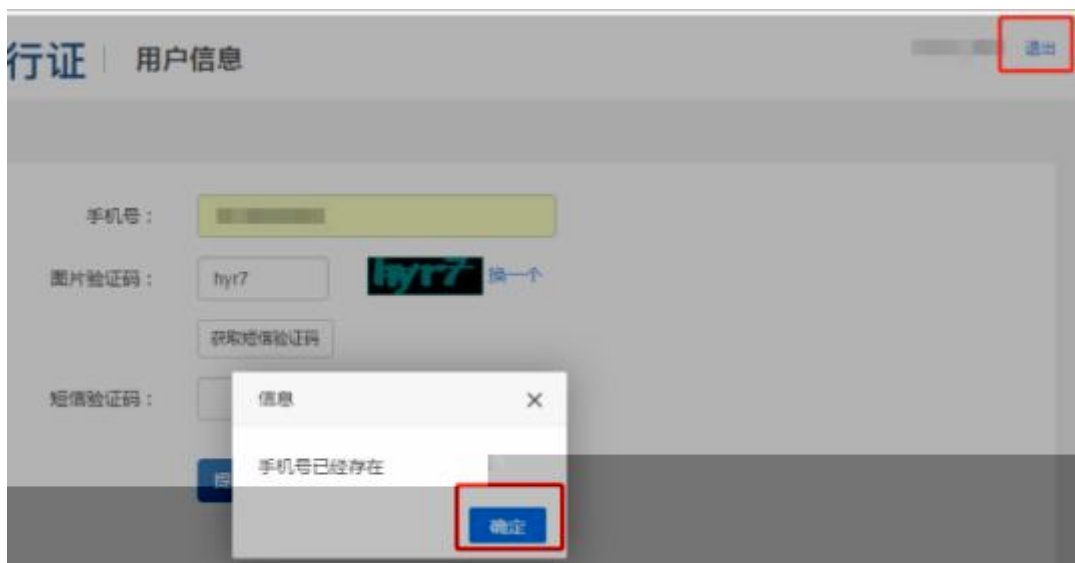 行证 用户信息 退出
手机号：
图片验证码： hyr7 hyr7 换一个
获取短信验证码
短信验证码：
信息
手机号已经存在
确定